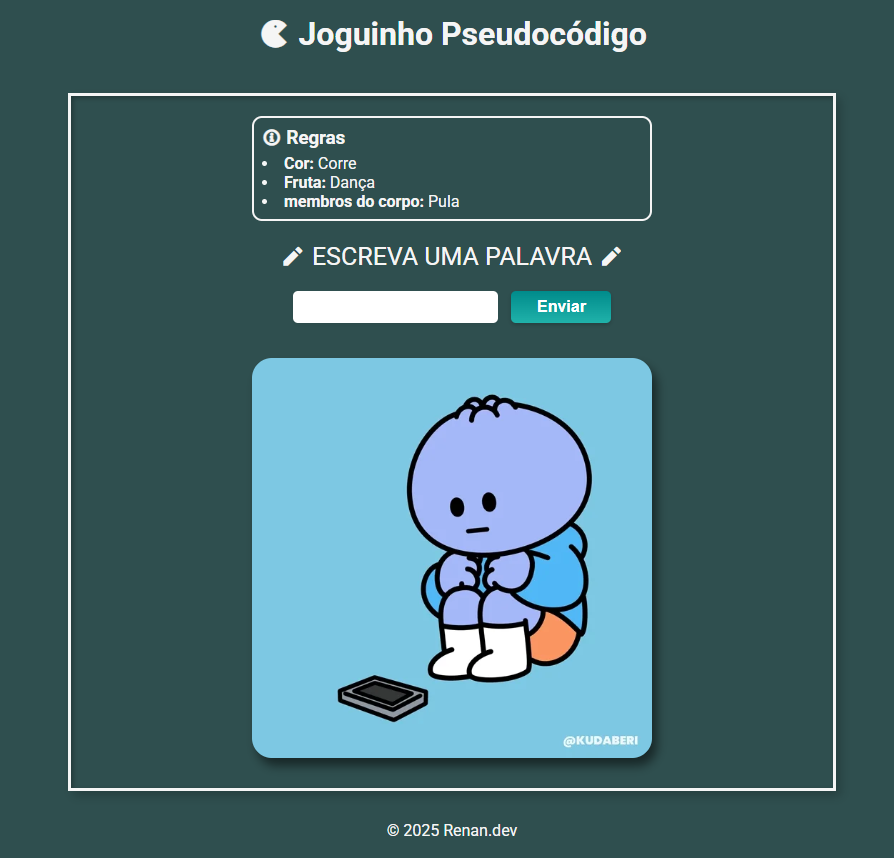 Joguinho Pseudocódigo
Regras
Cor: Corre
Fruta: Dança
membros do corpo: Pula
ESCREVA UMA PALAVRA
Enviar
@KUDABERI
© 2025 Renan.dev